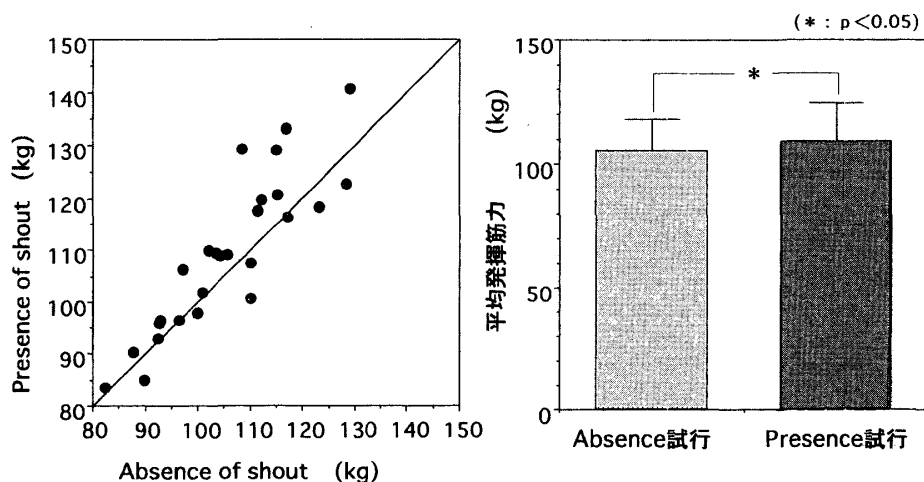 (* : p<0.05)
Presence of shout (kg)
150
140
130
120
110
100
90
80
80 90 100 110 120 130 140 150
Absence of shout (kg)
平均発揮筋力 (kg)
150
100
50
0
*
Absence試行 Presence試行